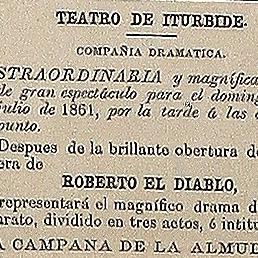 TEATRO DE ITURBIDE.
COMPAÑIA DRAMATICA.
STRAORDINARIA y magnífica
de gran espectáculo para el doming
julio de 1861, por la tarde á las
punto.
Despues de la brillante obertura d
era de
ROBERTO EL DIABLO,
representará el magnífico drama d
arato, dividido en tres actos, é intitu
A CAMPANA DE LA ALMUD